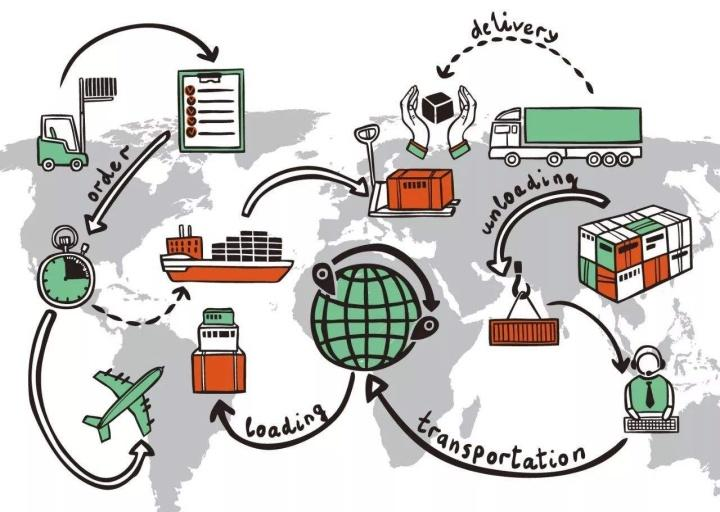 delivery
order
unloading
loading
transportation